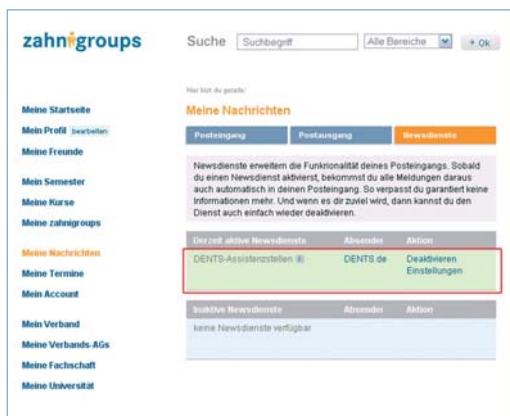 zahnigroups
Suche Suchbegriff Alle Bereiche + Ok
Hier bist du gerade:
Meine Nachrichten
Posteingang Postausgang Newsdienste
Newsdienste erweitern die Funkrionalität deines Posteingangs. Sobald
du einen Newsdienst aktivierst, bekommst du alle Meldungen daraus
auch automatisch in deinen Posteingang. So verpasst du garantiert keine
Informationen mehr. Und wenn es dir zuviel wird, dann kannst du den
Dienst auch einfach wieder deaktivieren.
Derzeit aktive Newsdienste Absender Aktion
DENTS-Assistenzstellen DENTS.de Deaktivieren
Einstellungen
Inaktive Newsdienste Absender Aktion
keine Newsdienste verfügbar
Meine Startseite
Mein Profil bearbeiten
Meine Freunde
Mein Semester
Meine Kurse
Meine zahnigroups
Meine Nachrichten
Meine Termine
Mein Account
Mein Verband
Meine Verbands-AGs
Meine Fachschaft
Meine Universität